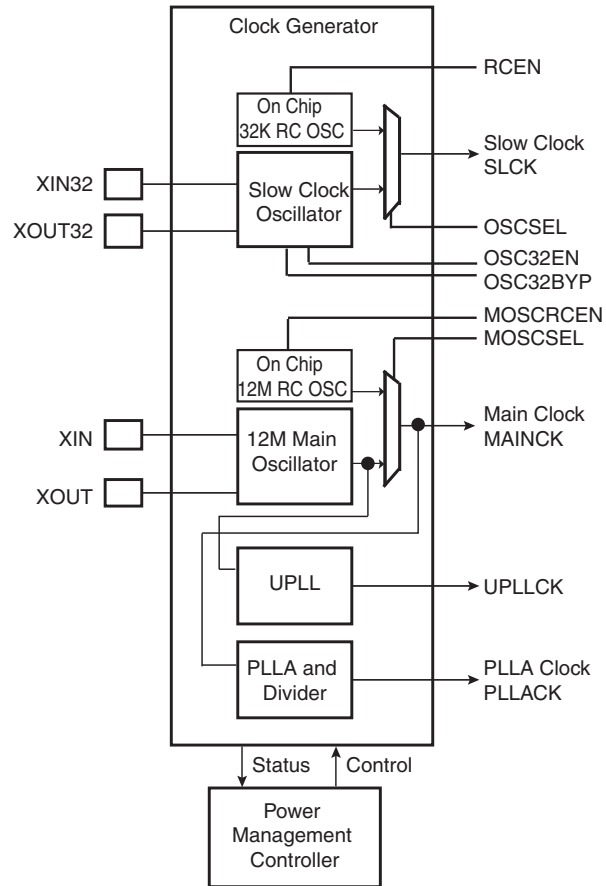 Clock Generator
RCEN
On Chip
32K RC OSC
Slow Clock
SLCK
XIN32
Slow Clock
Oscillator
XOUT32
OSCSEL
OSC32EN
OSC32BYP
MOSCRCEN
MOSCSEL
On Chip
12M RC OSC
Main Clock
MAINCK
XIN
12M Main
Oscillator
XOUT
UPLL
UPLLCK
PLLA and
Divider
PLLA Clock
PLLACK
Status
Control
Power
Management
Controller